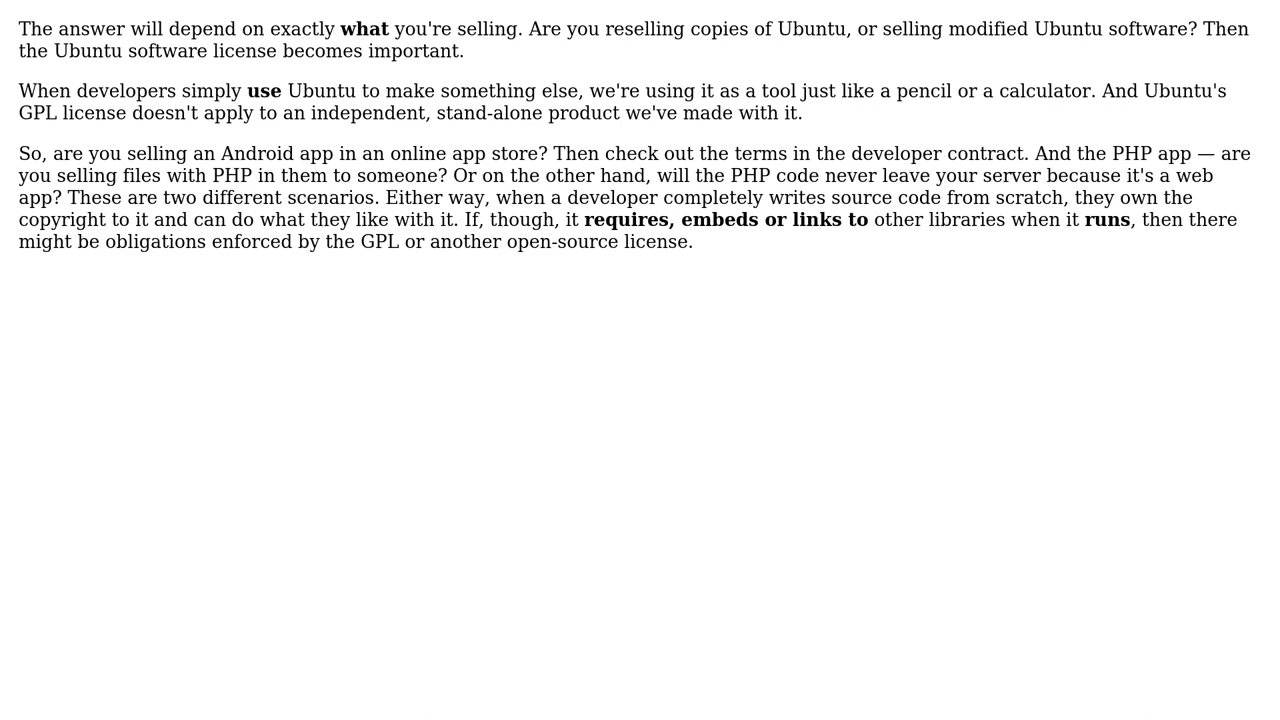 The answer will depend on exactly what you're selling. Are you reselling copies of Ubuntu, or selling modified Ubuntu software? Then
the Ubuntu software license becomes important.
When developers simply use Ubuntu to make something else, we're using it as a tool just like a pencil or a calculator. And Ubuntu's
GPL license doesn't apply to an independent, stand-alone product we've made with it.
So, are you selling an Android app in an online app store? Then check out the terms in the developer contract. And the PHP app — are
you selling files with PHP in them to someone? Or on the other hand, will the PHP code never leave your server because it's a web
app? These are two different scenarios. Either way, when a developer completely writes source code from scratch, they own the
copyright to it and can do what they like with it. If, though, it requires, embeds or links to other libraries when it runs, then there
might be obligations enforced by the GPL or another open-source license.